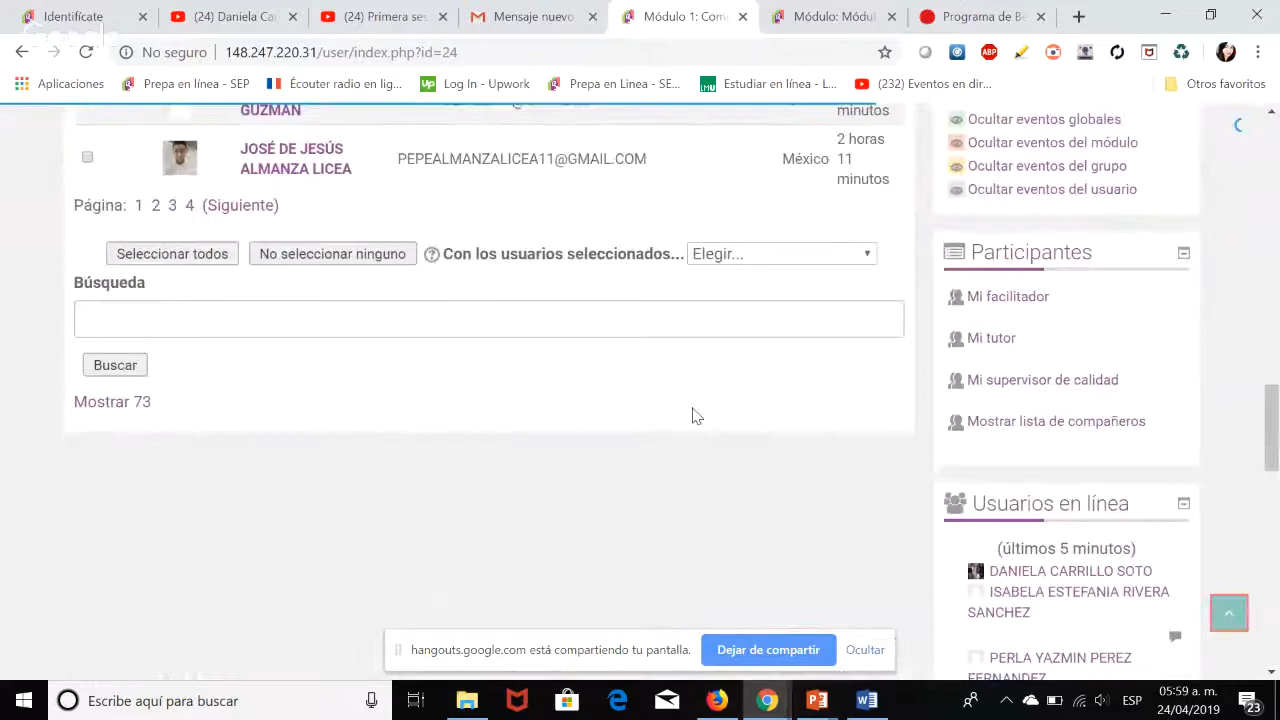 Identifícate
(24) Daniela Ca
(24) Primera se
Mensaje nuevo
Módulo 1: Com
Módulo: Módul
Programa de Be
No seguro
148.247.220.31/user/index.php?id=24
Aplicaciones
Prepa en línea - SEP
Écouter radio en lig...
Log In - Upwork
Prepa en Linea - SE...
Estudiar en línea - L...
(232) Eventos en dir...
Otros favoritos
GUZMAN
minutos
JOSÉ DE JESÚS
ALMANZA LICEA
PEPEALMANZALICEA11@GMAIL.COM
México
2 horas
11
minutos
Página: 1 2 3 4 (Siguiente)
Seleccionar todos
No seleccionar ninguno
Con los usuarios seleccionados...
Elegir...
Búsqueda
Buscar
Mostrar 73
Ocultar eventos globales
Ocultar eventos del módulo
Ocultar eventos del grupo
Ocultar eventos del usuario
Participantes
Mi facilitador
Mi tutor
Mi supervisor de calidad
Mostrar lista de compañeros
Usuarios en línea
(últimos 5 minutos)
DANIELA CARRILLO SOTO
ISABELA ESTEFANIA RIVERA
SANCHEZ
PERLA YAZMIN PEREZ
FERNANDEZ
hangouts.google.com está compartiendo tu pantalla.
Dejar de compartir
Ocultar
Escribe aquí para buscar
ESP
05:59 a. m.
24/04/2019
23